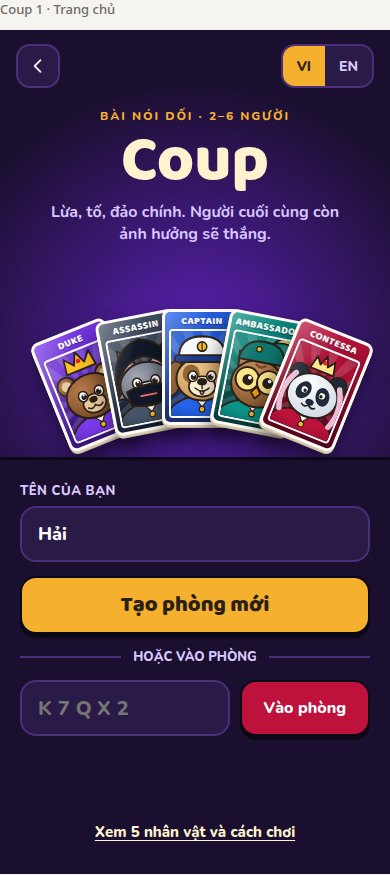 Coup 1 · Trang chủ
VI
EN
BÀI NÓI DỐI · 2–6 NGƯỜI
Coup
Lừa, tố, đảo chính. Người cuối cùng còn
ảnh hưởng sẽ thắng.
DUKE
ASSASSIN
CAPTAIN
AMBASSADO
CONTESSA
TÊN CỦA BẠN
Hải
Tạo phòng mới
HOẶC VÀO PHÒNG
K7QX2
Vào phòng
Xem 5 nhân vật và cách chơi